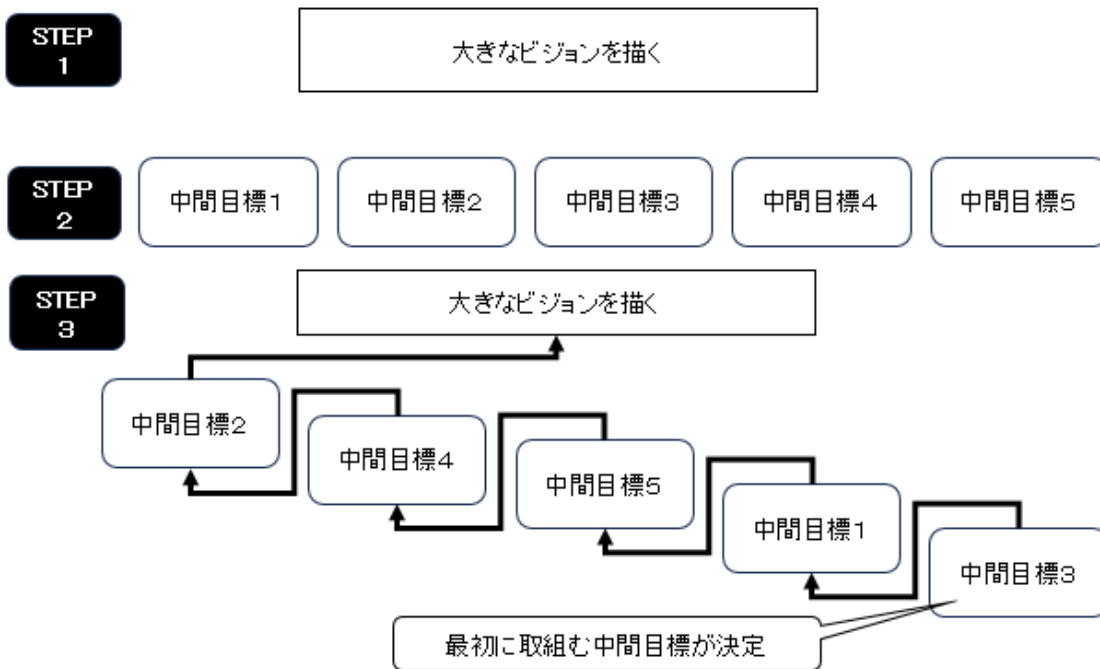 STEP
1
大きなビジョンを描く
STEP
2
中間目標1
中間目標2
中間目標3
中間目標4
中間目標5
STEP
3
大きなビジョンを描く
中間目標2
中間目標4
中間目標5
中間目標1
中間目標3
最初に取組む中間目標が決定